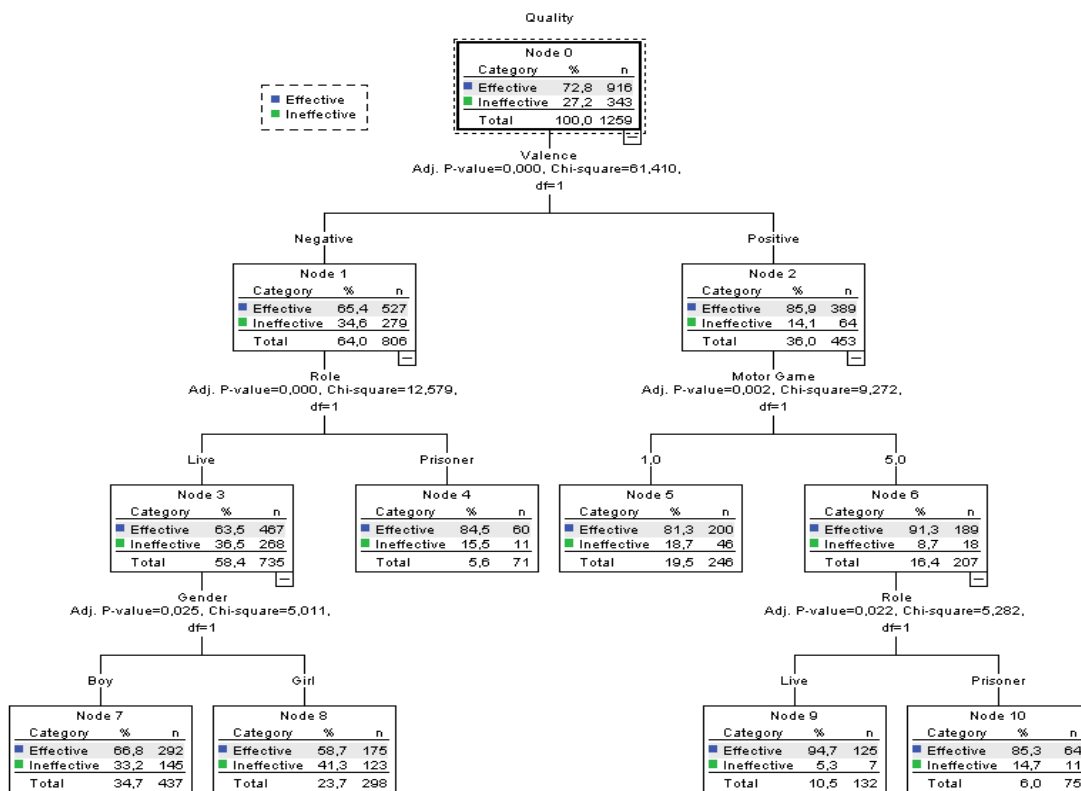 Quality
Node 0
Category % n
Effective 72,8 916
Ineffective 27,2 343
Total 100,0 1259
Effective
Ineffective
Valence
Adj. P-value=0,000, Chi-square=61,410,
df=1
Negative
Positive
Node 1
Category % n
Effective 65,4 527
Ineffective 34,6 279
Total 64,0 806
Node 2
Category % n
Effective 85,9 389
Ineffective 14,1 64
Total 36,0 453
Role
Adj. P-value=0,000, Chi-square=12,579,
df=1
Motor Game
Adj. P-value=0,002, Chi-square=9,272,
df=1
Live
Prisoner
1,0
5,0
Node 3
Category % n
Effective 63,5 467
Ineffective 36,5 268
Total 58,4 735
Node 4
Category % n
Effective 84,5 60
Ineffective 15,5 11
Total 5,6 71
Node 5
Category % n
Effective 81,3 200
Ineffective 18,7 46
Total 19,5 246
Node 6
Category % n
Effective 91,3 189
Ineffective 8,7 18
Total 16,4 207
Gender
Adj. P-value=0,025, Chi-square=5,011,
df=1
Role
Adj. P-value=0,022, Chi-square=5,282,
df=1
Boy
Girl
Live
Prisoner
Node 7
Category % n
Effective 66,8 292
Ineffective 33,2 145
Total 34,7 437
Node 8
Category % n
Effective 58,7 175
Ineffective 41,3 123
Total 23,7 298
Node 9
Category % n
Effective 94,7 125
Ineffective 5,3 7
Total 10,5 132
Node 10
Category % n
Effective 85,3 64
Ineffective 14,7 11
Total 6,0 75